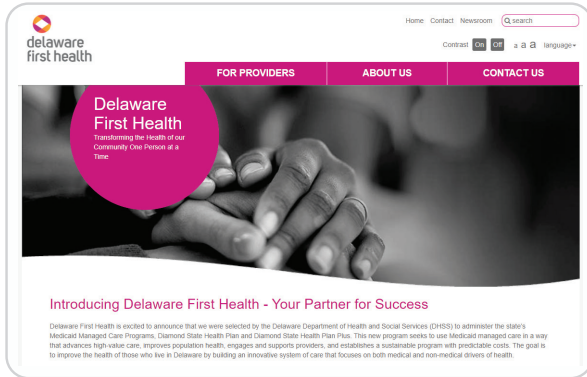 delaware
first health
Home Contact Newsroom search
Contrast On Off a a a language
FOR PROVIDERS ABOUT US CONTACT US
Delaware
First Health
Transforming the Health of our
Community One Person at a
Time
Introducing Delaware First Health - Your Partner for Success
Delaware First Health is excited to announce that we were selected by the Delaware Department of Health and Social Services (DHSS) to administer the state's
Medicaid Managed Care Programs, Diamond State Health Plan and Diamond State Health Plan Plus. This new program seeks to use Medicaid managed care in a way
that advances high-value care, improves population health, engages and supports providers, and establishes a sustainable program with predictable costs. The goal is
to improve the health of those who live in Delaware by building an innovative system of care that focuses on both medical and non-medical drivers of health.